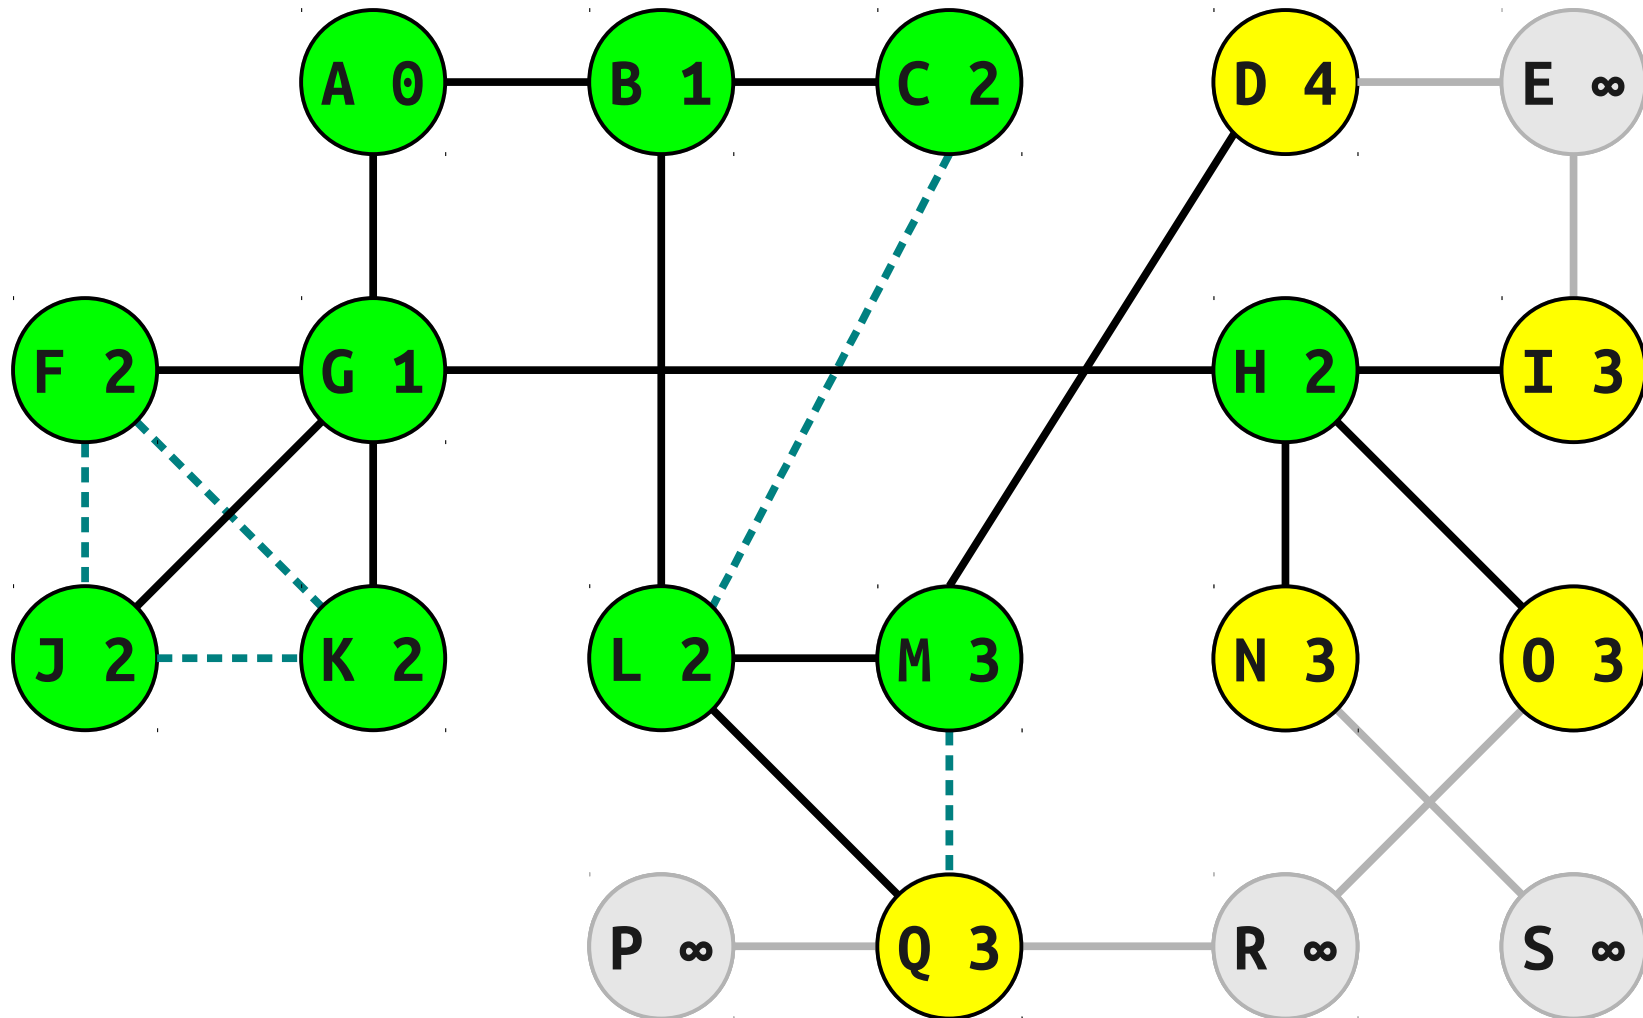 A 0 B 1 C 2 D 4 E ∞
F 2 G 1 H 2 I 3
J 2 K 2 L 2 M 3 N 3 O 3
P ∞ Q 3 R ∞ S ∞